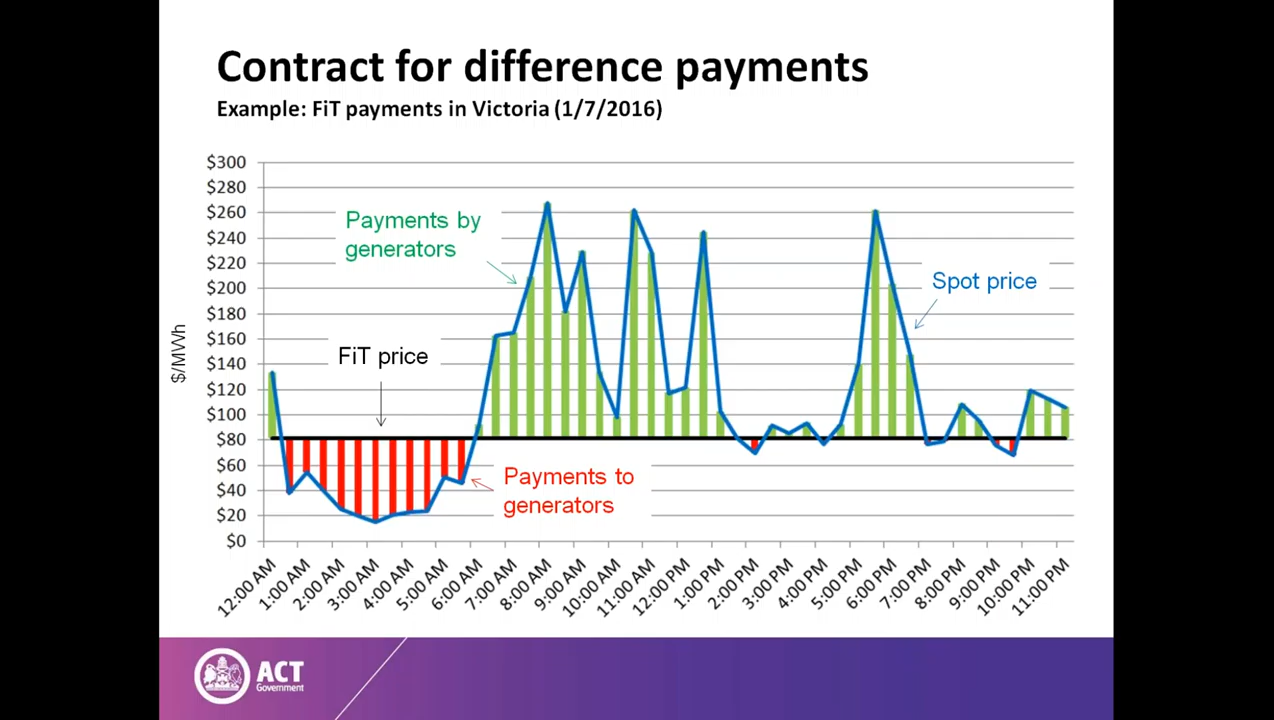 Contract for difference payments
Example: FiT payments in Victoria (1/7/2016)
$300
$280
$260
$240
$220
$200
$180
$160
$140
$120
$100
$80
$60
$40
$20
$0
$/MWh
Payments by
generators
Spot price
FiT price
Payments to
generators
12:00 AM
1:00 AM
2:00 AM
3:00 AM
4:00 AM
5:00 AM
6:00 AM
7:00 AM
8:00 AM
9:00 AM
10:00 AM
11:00 AM
12:00 PM
1:00 PM
2:00 PM
3:00 PM
4:00 PM
5:00 PM
6:00 PM
7:00 PM
8:00 PM
9:00 PM
10:00 PM
11:00 PM
ACT
Government